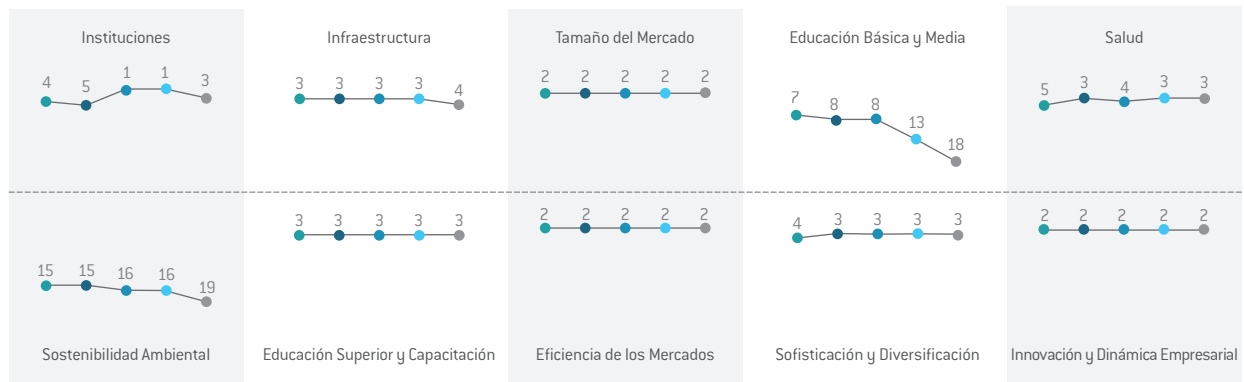 Instituciones
4 5 1 1 3
Infraestructura
3 3 3 3 4
Tamaño del Mercado
2 2 2 2 2
Educación Básica y Media
7 8 8 13 18
Salud
5 3 4 3 3
15 15 16 16 19
Sostenibilidad Ambiental
3 3 3 3 3
Educación Superior y Capacitación
2 2 2 2 2
Eficiencia de los Mercados
4 3 3 3 3
Sofisticación y Diversificación
2 2 2 2 2
Innovación y Dinámica Empresarial